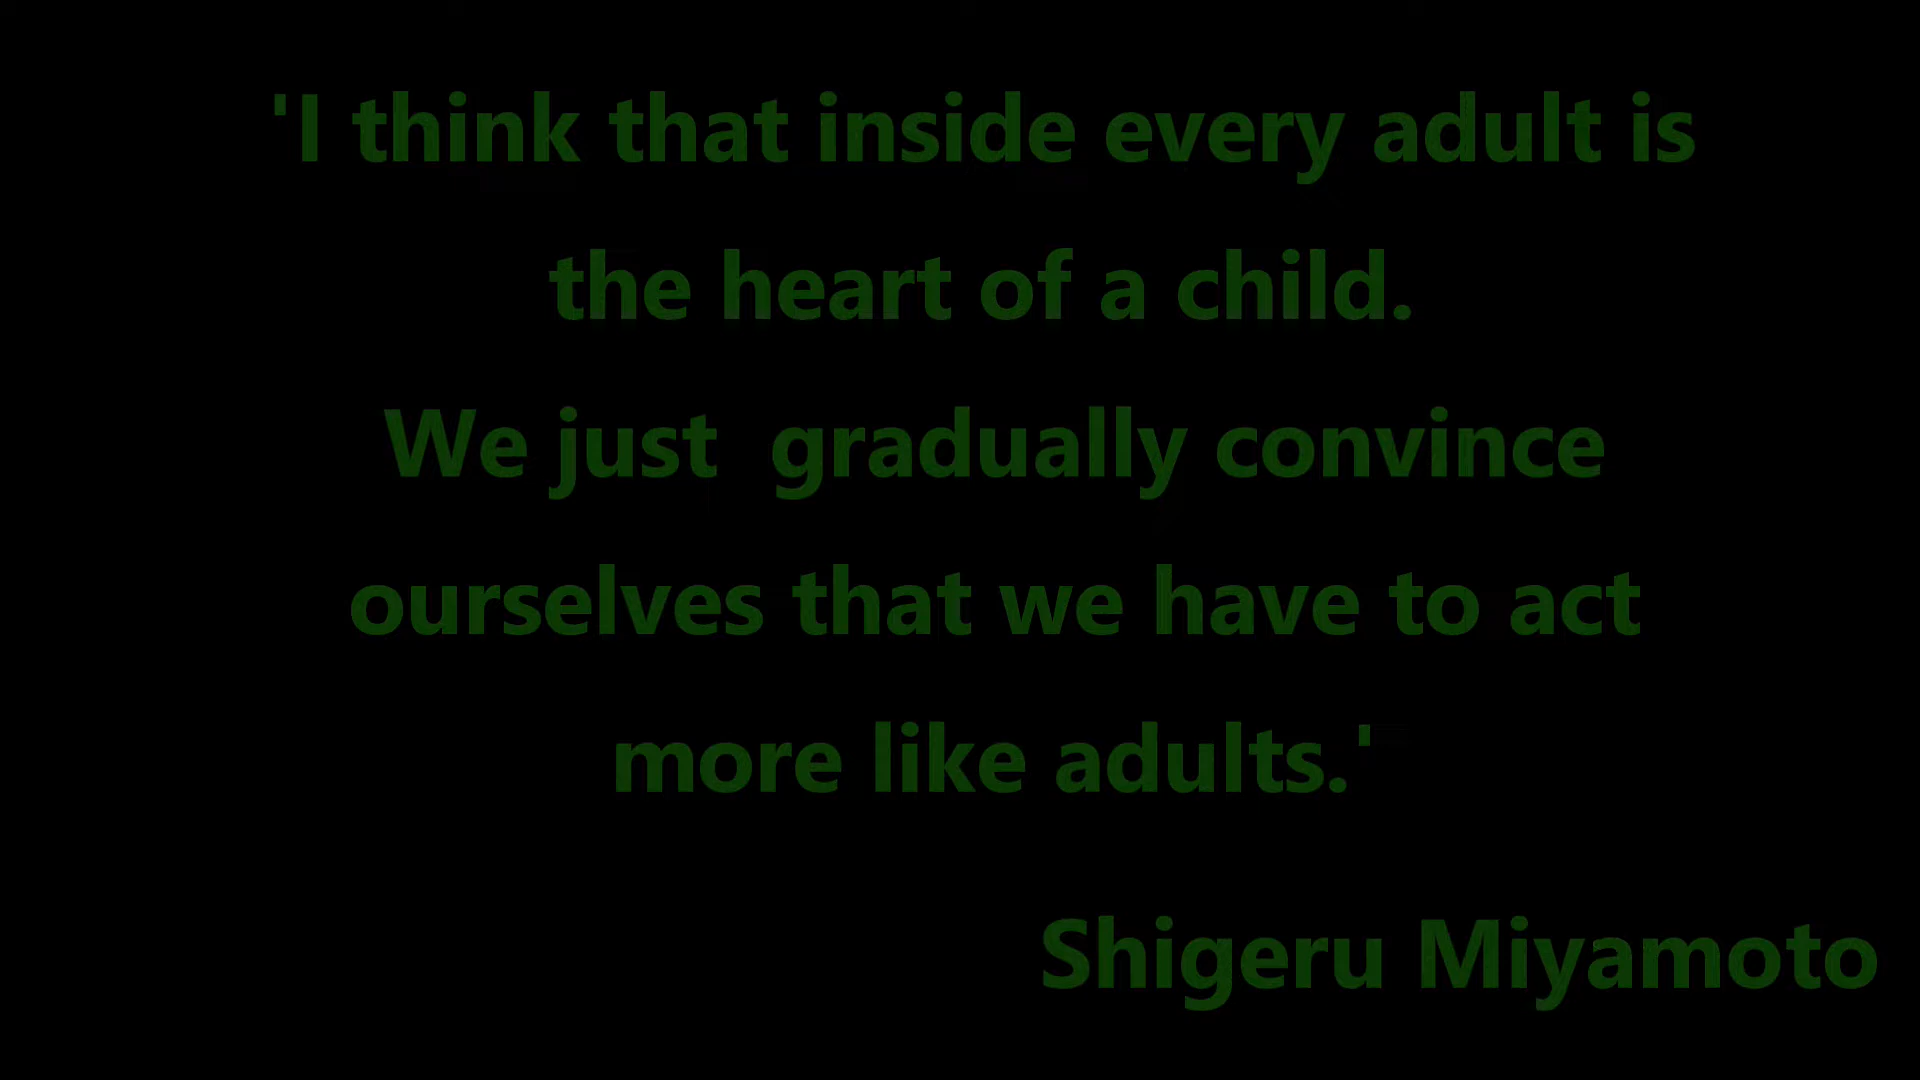 'I think that inside every adult is
the heart of a child.
We just  gradually convince
ourselves that we have to act
more like adults.'
Shigeru Miyamoto